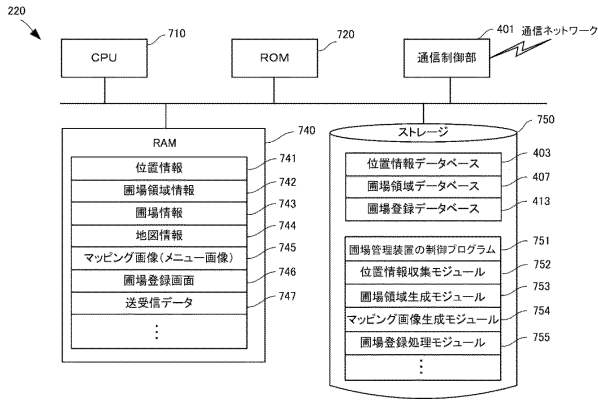 220
710
CPU
720
ROM
401
通信ネットワーク
通信制御部
740
RAM
位置情報 741
圃場領域情報 742
圃場情報 743
地図情報 744
マッピング画像(メニュー画像) 745
圃場登録画面 746
送受信データ 747
⋮
750
ストレージ
位置情報データベース 403
圃場領域データベース 407
圃場登録データベース 413
圃場管理装置の制御プログラム 751
位置情報収集モジュール 752
圃場領域生成モジュール 753
マッピング画像生成モジュール 754
圃場登録処理モジュール 755
⋮